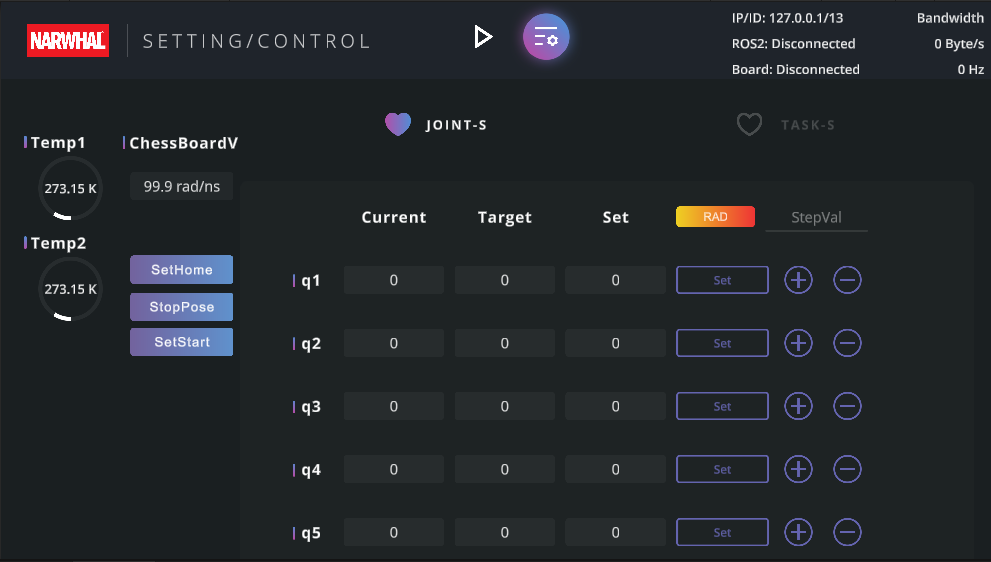 NARWHAL
SETTING/CONTROL
IP/ID: 127.0.0.1/13 Bandwidth
ROS2: Disconnected 0 Byte/s
Board: Disconnected 0 Hz
JOINT-S TASK-S
Temp1 ChessBoardV
273.15 K 99.9 rad/ns
Current Target Set RAD StepVal
Temp2
273.15 K
SetHome
StopPose
SetStart
q1 0 0 0 Set
q2 0 0 0 Set
q3 0 0 0 Set
q4 0 0 0 Set
q5 0 0 0 Set